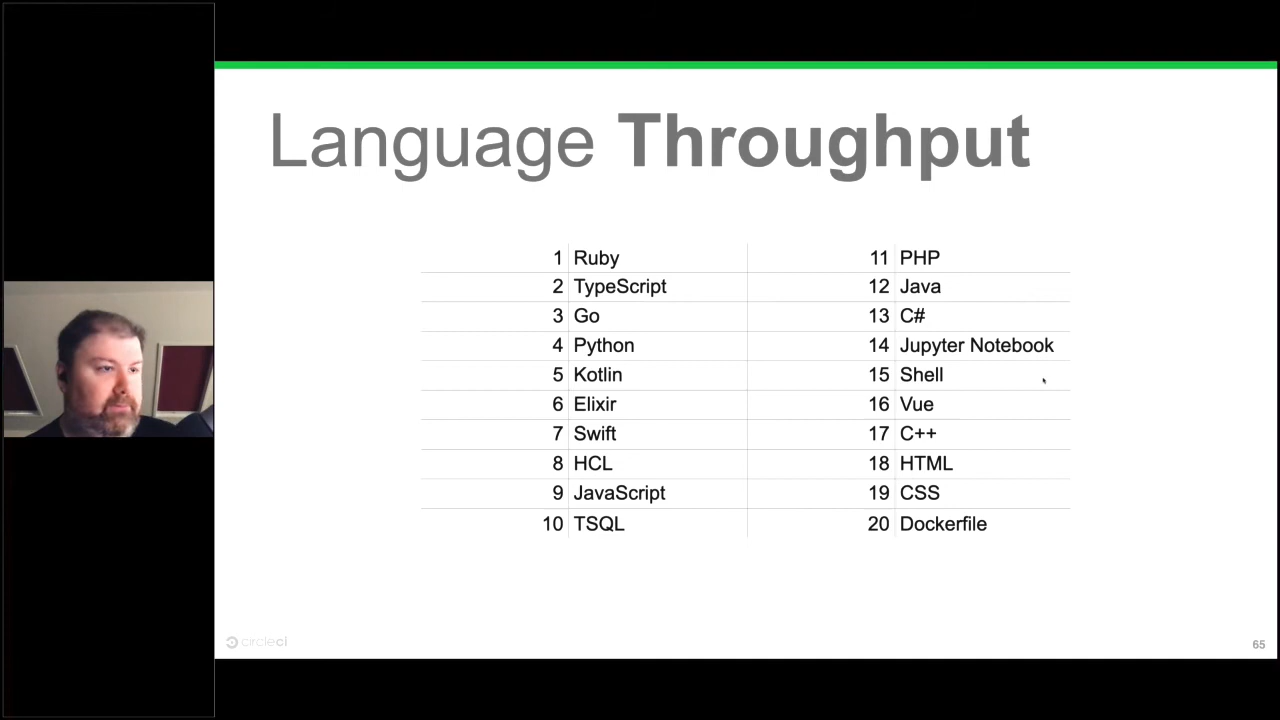 Language Throughput
1 Ruby
2 TypeScript
3 Go
4 Python
5 Kotlin
6 Elixir
7 Swift
8 HCL
9 JavaScript
10 TSQL
11 PHP
12 Java
13 C#
14 Jupyter Notebook
15 Shell
16 Vue
17 C++
18 HTML
19 CSS
20 Dockerfile
circleci
65